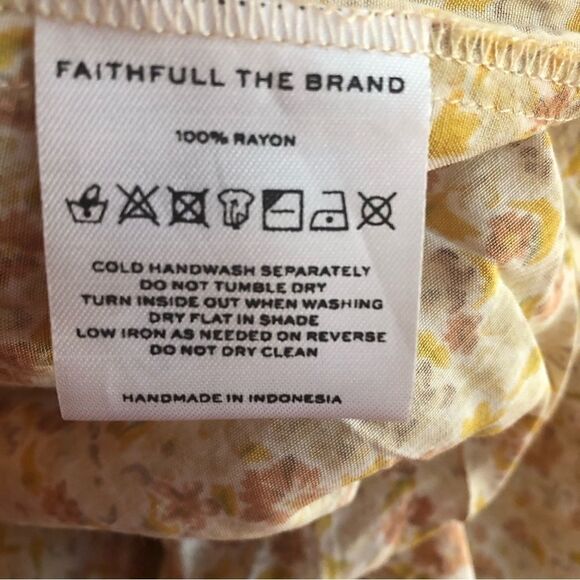 FAITHFULL THE BRAND
100% RAYON
COLD HANDWASH SEPARATELY
DO NOT TUMBLE DRY
TURN INSIDE OUT WHEN WASHING
DRY FLAT IN SHADE
LOW IRON AS NEEDED ON REVERSE
DO NOT DRY CLEAN
HANDMADE IN INDONESIA